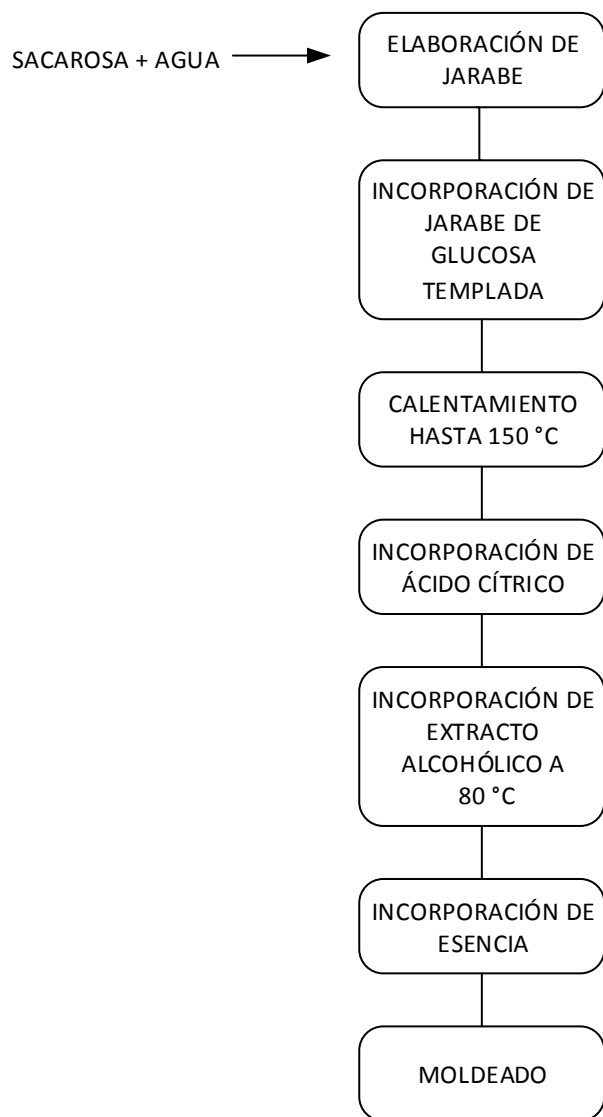 SACAROSA + AGUA
ELABORACIÓN DE
JARABE
INCORPORACIÓN DE
JARABE DE
GLUCOSA
TEMPLADA
CALENTAMIENTO
HASTA 150 °C
INCORPORACIÓN DE
ÁCIDO CÍTRICO
INCORPORACIÓN DE
EXTRACTO
ALCOHÓLICO A
80 °C
INCORPORACIÓN DE
ESENCIA
MOLDEADO